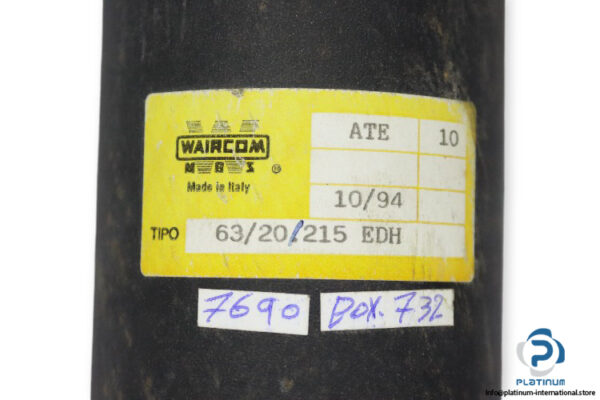 ATE 10
WAIRCOM
M B S
Made in Italy
10/94
TIPO 63/20/215 EDH
7690 BOX. 732
PLATINUM
info@platinum-international.store